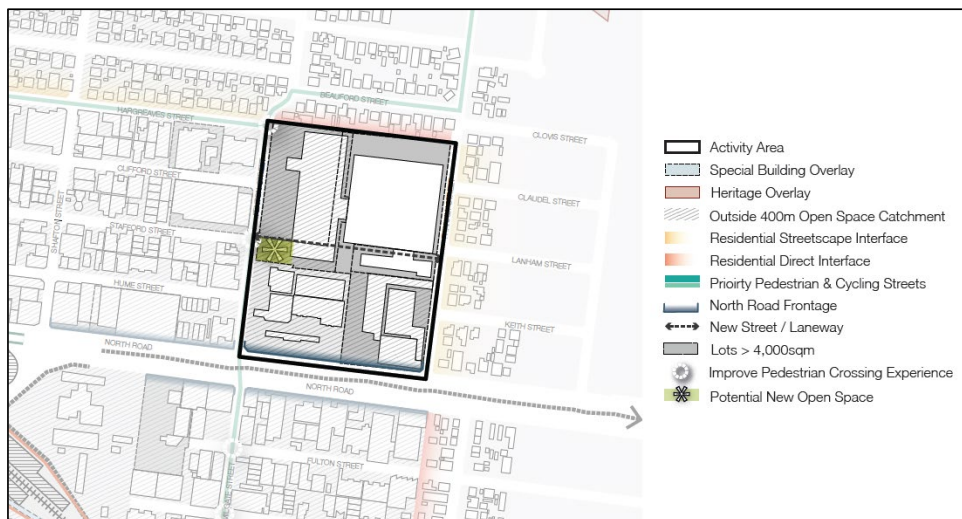 BEAUFORD STREET
HARGREAVES STREET
CLOVIS STREET
CLIFFORD STREET
CLAUDEL STREET
STAFFORD STREET
LANHAM STREET
HUME STREET
KEITH STREET
NORTH ROAD
NORTH ROAD
FULTON STREET
Activity Area
Special Building Overlay
Heritage Overlay
Outside 400m Open Space Catchment
Residential Streetscape Interface
Residential Direct Interface
Prioirty Pedestrian & Cycling Streets
North Road Frontage
New Street / Laneway
Lots > 4,000sqm
Improve Pedestrian Crossing Experience
Potential New Open Space